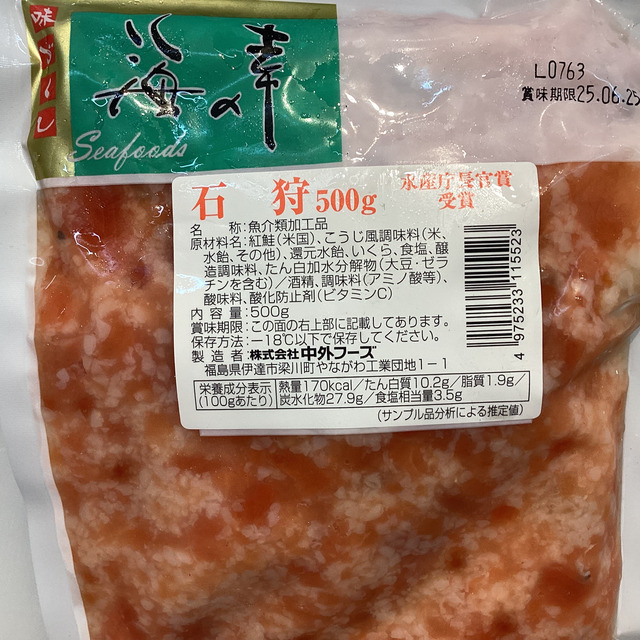 味わい
海の幸
Seafoods
L0763
賞味期限25.06.25
石狩500g
水産庁長官賞
受賞
名　　称:魚介類加工品
原材料名:紅鮭(米国)、こうじ風調味料(米、
水飴、その他)、還元水飴、いくら、食塩、醸
造調味料、たん白加水分解物(大豆・ゼラ
チンを含む)/酒精、調味料(アミノ酸等)、
酸味料、酸化防止剤(ビタミンC)
内 容 量:500g
賞味期限:この面の右上部に記載してあります。
保存方法:−18℃以下で保存してください。
製 造 者:株式会社中外フーズ
福島県伊達市梁川町やながわ工業団地1−1
栄養成分表示
(100gあたり)
熱量170kcal/たん白質10.2g/脂質1.9g/
炭水化物27.9g/食塩相当量3.5g
(サンプル品分析による推定値)
4 975233 115523